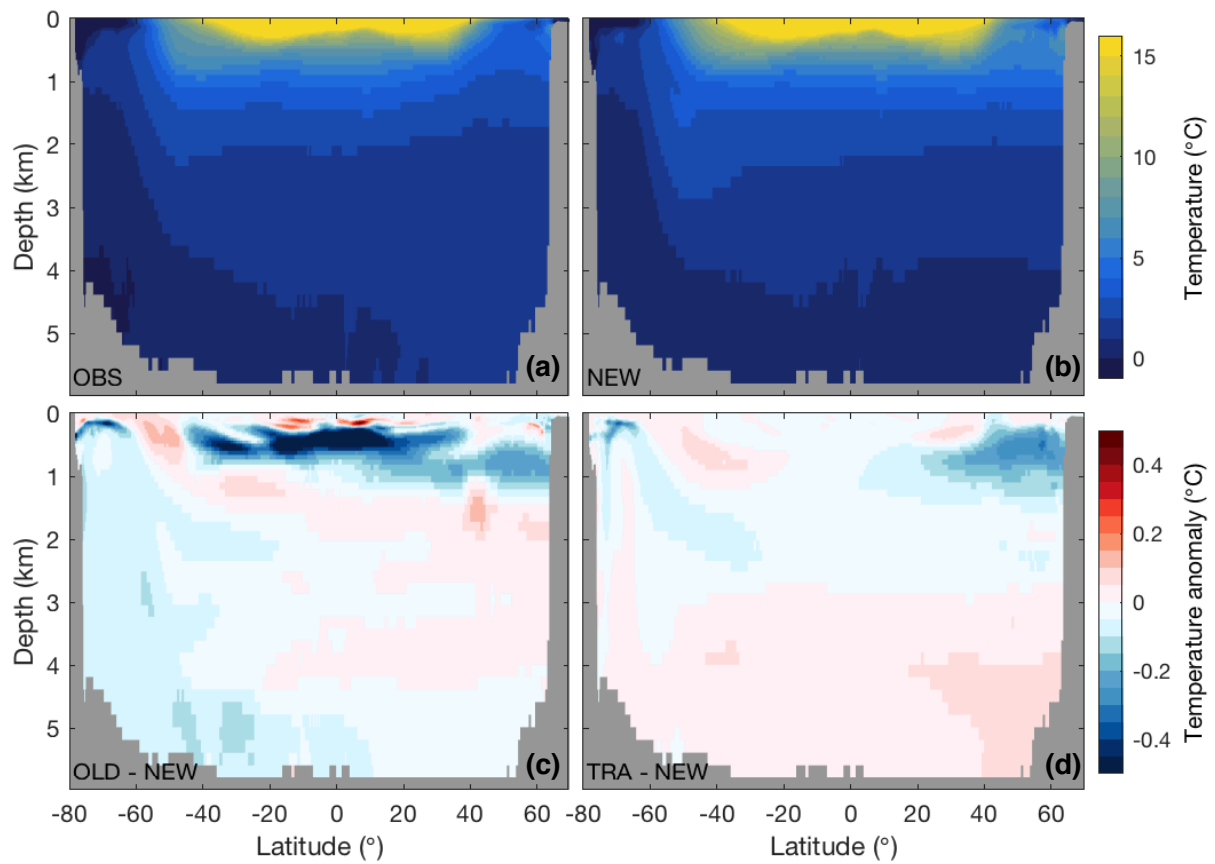 0
1
2
3
4
5
Depth (km)
OBS
(a)
NEW
(b)
15
10
5
0
Temperature (°C)
0
1
2
3
4
5
Depth (km)
OLD - NEW
(c)
TRA - NEW
(d)
0.4
0.2
0
-0.2
-0.4
Temperature anomaly (°C)
-80 -60 -40 -20 0 20 40 60
-80 -60 -40 -20 0 20 40 60
Latitude (°)
Latitude (°)